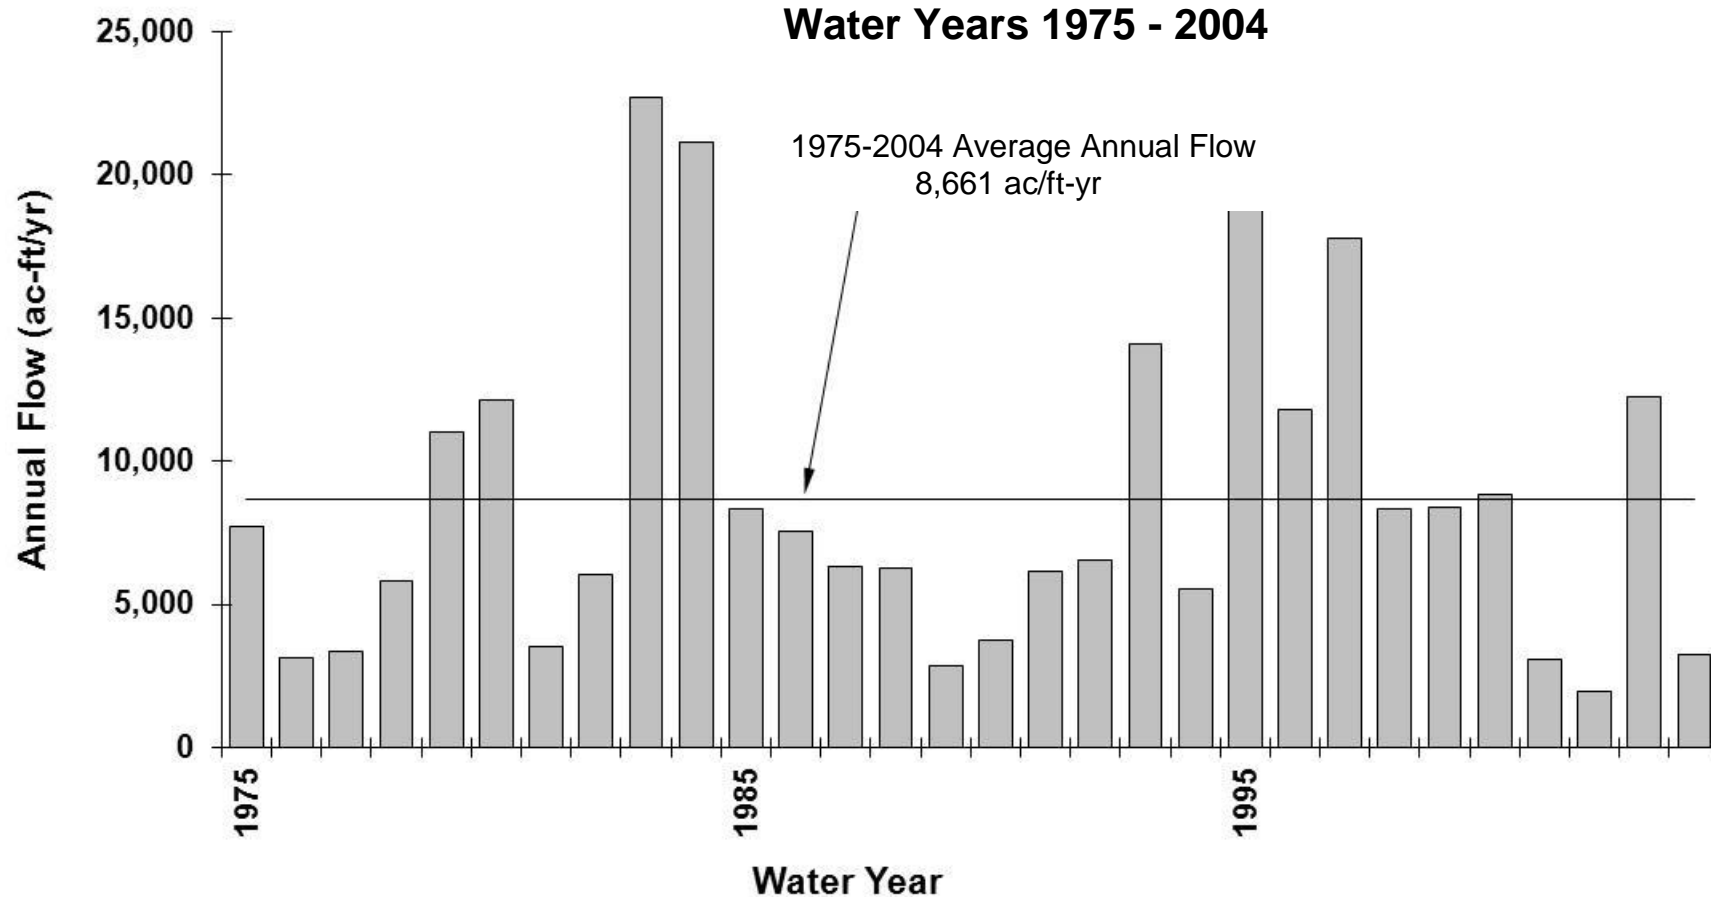 Water Years 1975 - 2004
25,000
20,000
15,000
10,000
5,000
0
Annual Flow (ac-ft/yr)
1975-2004 Average Annual Flow
8,661 ac/ft-yr
1975
1985
1995
Water Year